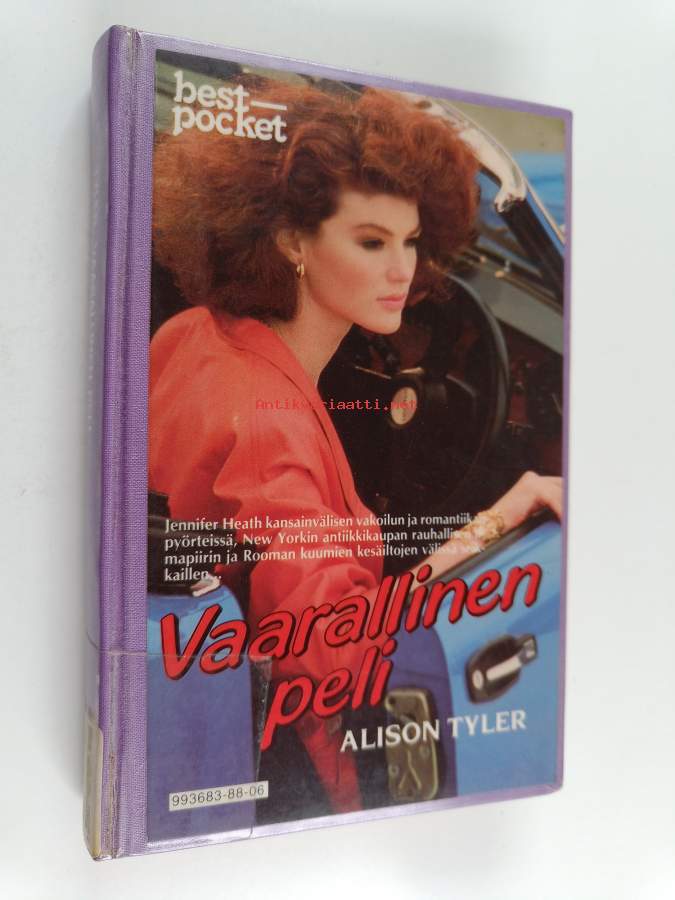 best—
pocket
Antikvariaatti.net
Jennifer Heath kansainvälisen vakoilun ja romantiikan
pyörteissä, New Yorkin antiikkikaupan rauhallisen
mapiirin ja Rooman kuumien kesäiltojen välissä
kaillen...
Vaarallinen
peli
ALISON TYLER
993683-88-06